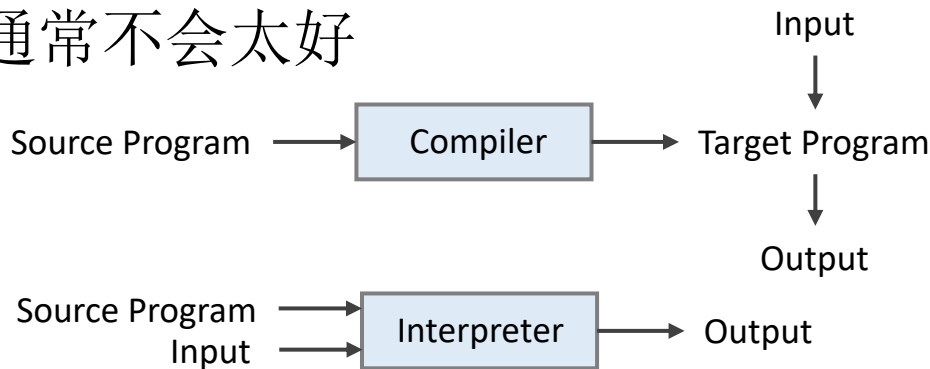 通常不会太好
Input
Source Program
Compiler
Target Program
Output
Source Program
Input
Interpreter
Output